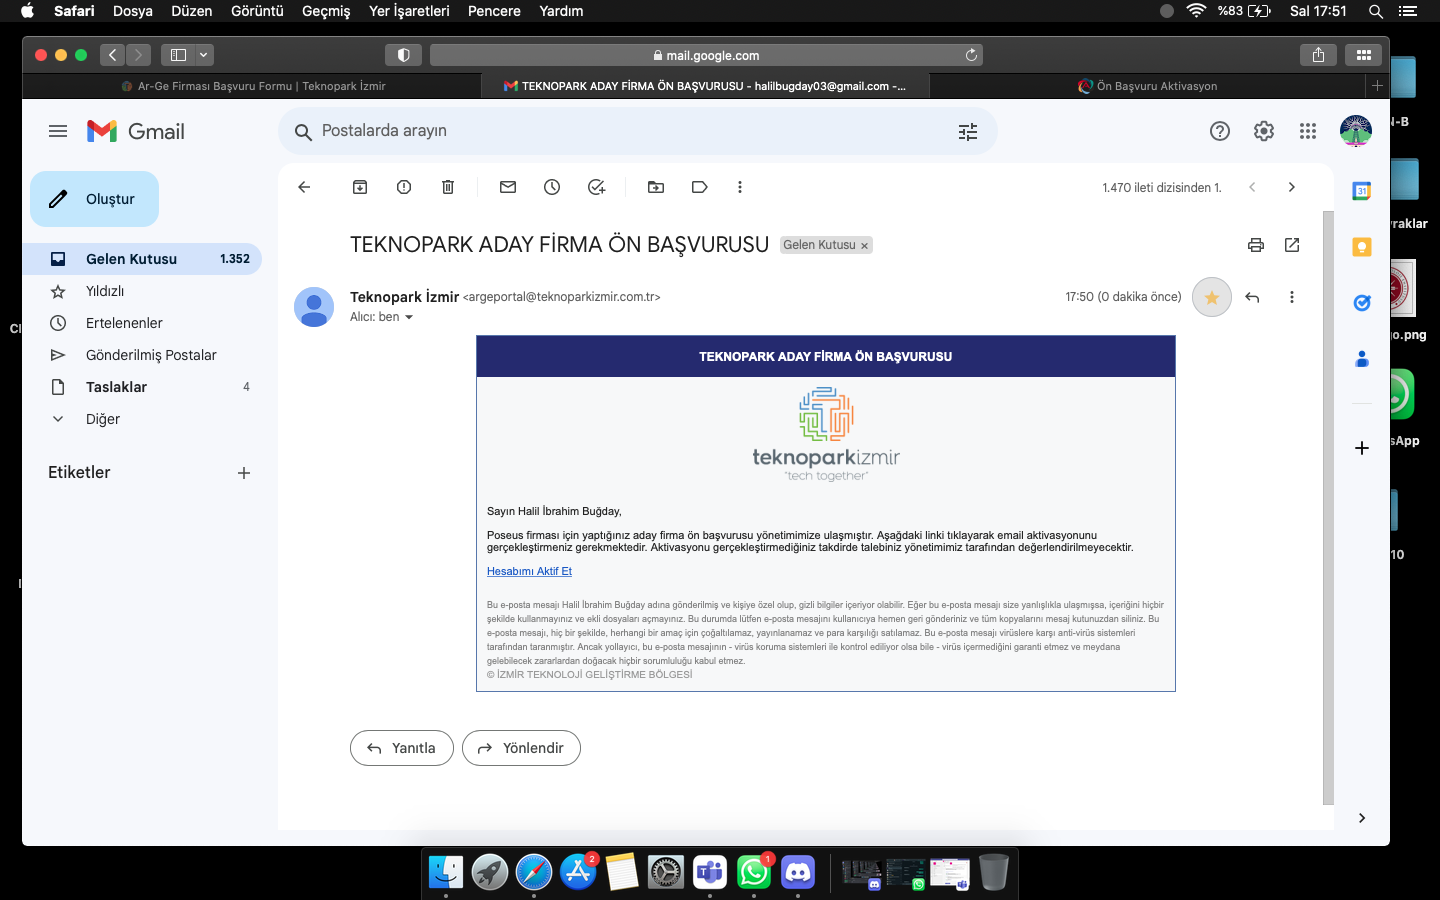 Safari Dosya Düzen Görüntü Geçmiş Yer İşaretleri Pencere Yardım %83 Sal 17:51
mail.google.com
Ar-Ge Firması Başvuru Formu | Teknopark İzmir
TEKNOPARK ADAY FİRMA ÖN BAŞVURUSU - halilbugday03@gmail.com -...
Ön Başvuru Aktivasyon
Gmail
Postalarda arayın
Oluştur
Gelen Kutusu 1.352
Yıldızlı
Ertelenenler
Gönderilmiş Postalar
Taslaklar 4
Diğer
Etiketler
1.470 ileti dizisinden 1.
TEKNOPARK ADAY FİRMA ÖN BAŞVURUSU Gelen Kutusu x
Teknopark İzmir <argeportal@teknoparkizmir.com.tr>
17:50 (0 dakika önce)
Alıcı: ben
TEKNOPARK ADAY FİRMA ÖN BAŞVURUSU
teknoparkizmir
"tech together"
Sayın Halil İbrahim Buğday,
Poseus firması için yaptığınız aday firma ön başvurusu yönetimimize ulaşmıştır. Aşağdaki linki tıklayarak email aktivasyonunu
gerçekleştirmeniz gerekmektedir. Aktivasyonu gerçekleştirmediğiniz takdirde talebiniz yönetimimiz tarafından değerlendirilmeyecektir.
Hesabımı Aktif Et
Bu e-posta mesajı Halil İbrahim Buğday adına gönderilmiş ve kişiye özel olup, gizli bilgiler içeriyor olabilir. Eğer bu e-posta mesajı size yanlışlıkla ulaşmışsa, içeriğini hiçbir
şekilde kullanmayınız ve ekli dosyaları açmayınız. Bu durumda lütfen e-posta mesajını kullanıcıya hemen geri gönderiniz ve tüm kopyalarını mesaj kutunuzdan siliniz. Bu
e-posta mesajı, hiç bir şekilde, herhangi bir amaç için çoğaltılamaz, yayınlanamaz ve para karşılığı satılamaz. Bu e-posta mesajı virüslere karşı anti-virüs sistemleri
tarafından taranmıştır. Ancak yollayıcı, bu e-posta mesajının - virüs koruma sistemleri ile kontrol ediliyor olsa bile - virüs içermediğini garanti etmez ve meydana
gelebilecek zararlardan doğacak hiçbir sorumluluğu kabul etmez.
© İZMİR TEKNOLOJİ GELİŞTİRME BÖLGESİ
Yanıtla
Yönlendir
31
N-B
raklar
go.png
sApp
10
2
1